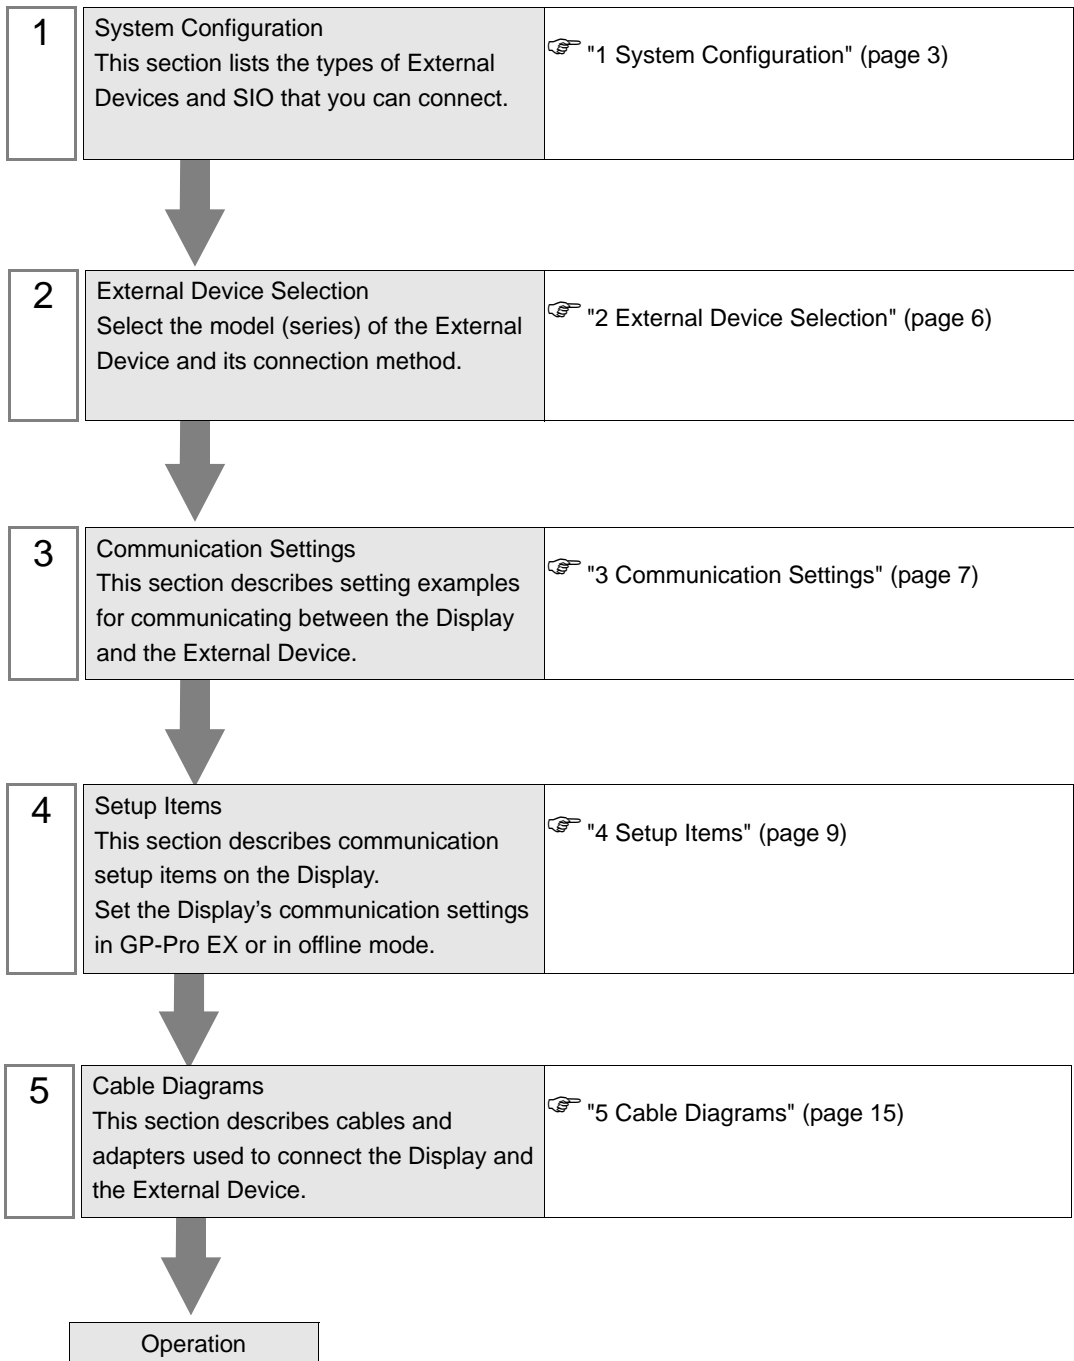 1
System Configuration
This section lists the types of External
Devices and SIO that you can connect.
"1 System Configuration" (page 3)
2
External Device Selection
Select the model (series) of the External
Device and its connection method.
"2 External Device Selection" (page 6)
3
Communication Settings
This section describes setting examples
for communicating between the Display
and the External Device.
"3 Communication Settings" (page 7)
4
Setup Items
This section describes communication
setup items on the Display.
Set the Display’s communication settings
in GP-Pro EX or in offline mode.
"4 Setup Items" (page 9)
5
Cable Diagrams
This section describes cables and
adapters used to connect the Display and
the External Device.
"5 Cable Diagrams" (page 15)
Operation